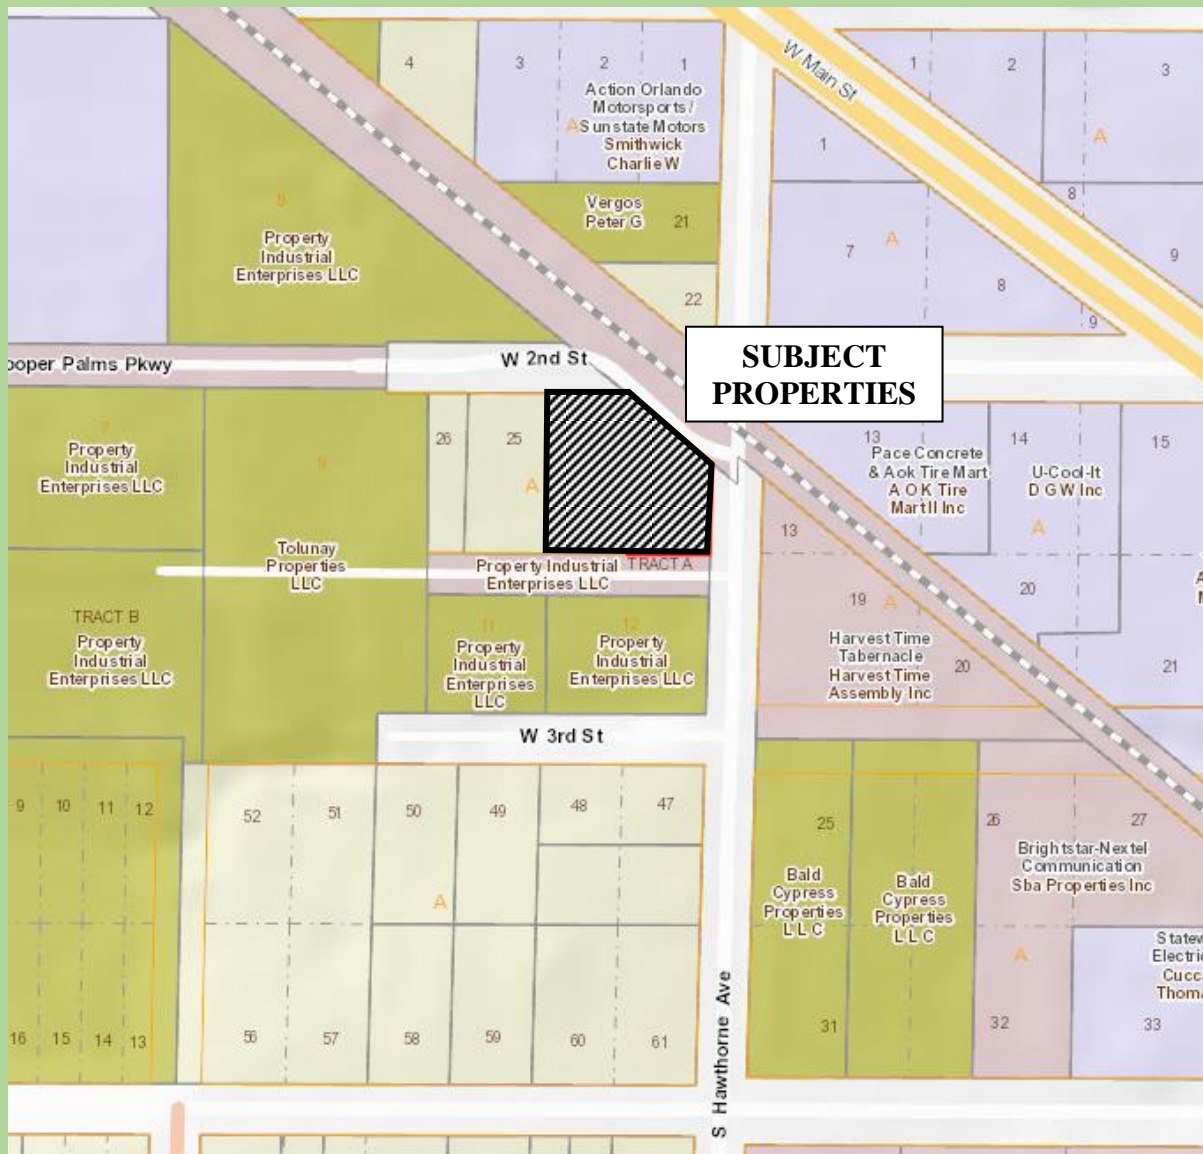 4
3
2
1
Action Orlando
Motorsports /
Sunstate Motors
Smithwick
Charlie W
A
W Main St
1
2
3
A
1
8
7
A
8
9
9
Vergos
Peter G
21
22
Property
Industrial
Enterprises LLC
SUBJECT
PROPERTIES
ooper Palms Pkwy
W 2nd St
7
Property
Industrial
Enterprises LLC
9
Tolunay
Properties
LLC
26
25
A
13
Pace Concrete
& Aok Tire Mart
A O K Tire
Mart II Inc
14
U-Cool-It
D G W Inc
A
15
13
Property Industrial
Enterprises LLC
TRACT A
TRACT B
Property
Industrial
Enterprises LLC
11
Property
Industrial
Enterprises
LLC
12
Property
Industrial
Enterprises LLC
19
A
Harvest Time
Tabernacle
Harvest Time
Assembly Inc
20
20
21
W 3rd St
9
10
11
12
52
51
50
49
48
47
A
16
15
14
13
56
57
58
59
60
61
S Hawthorne Ave
25
Bald
Cypress
Properties
L L C
31
Bald
Cypress
Properties
L L C
26
27
Brightstar-Nextel
Communication
Sba Properties Inc
A
32
Statew
Electric
Cucc
Thoma
33